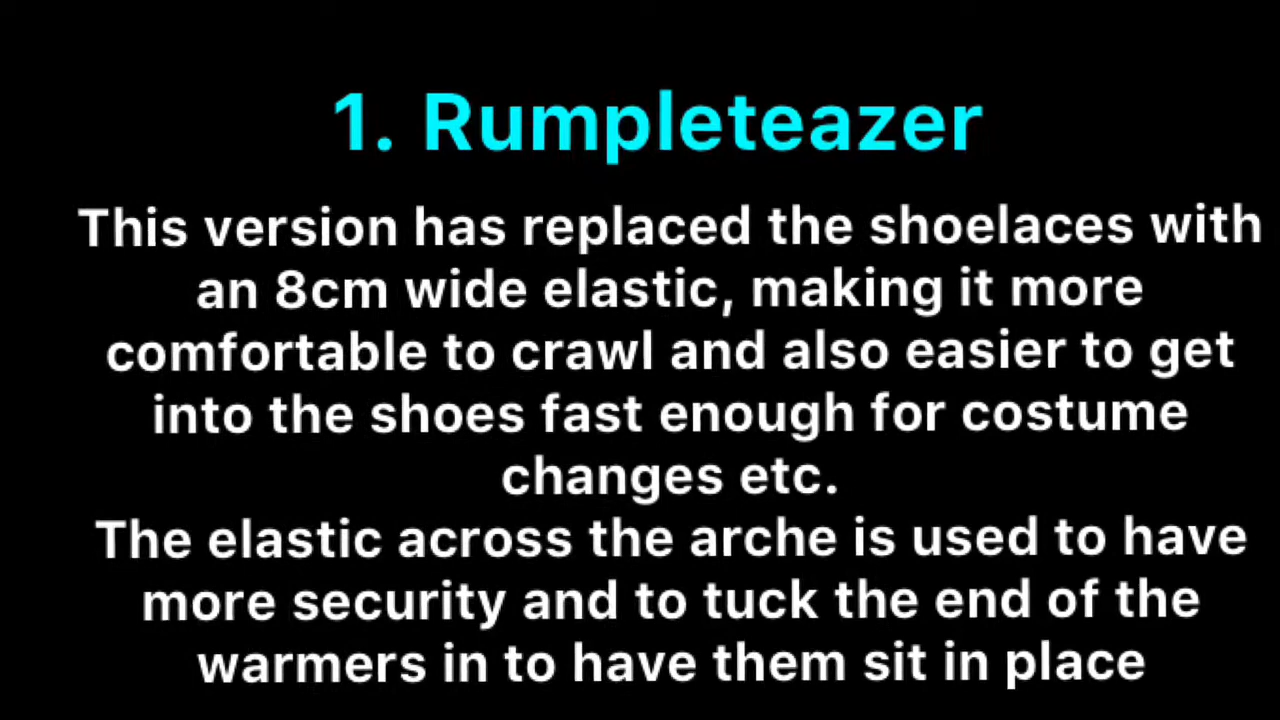 1. Rumpleteazer
This version has replaced the shoelaces with
an 8cm wide elastic, making it more
comfortable to crawl and also easier to get
into the shoes fast enough for costume
changes etc.
The elastic across the arche is used to have
more security and to tuck the end of the
warmers in to have them sit in place